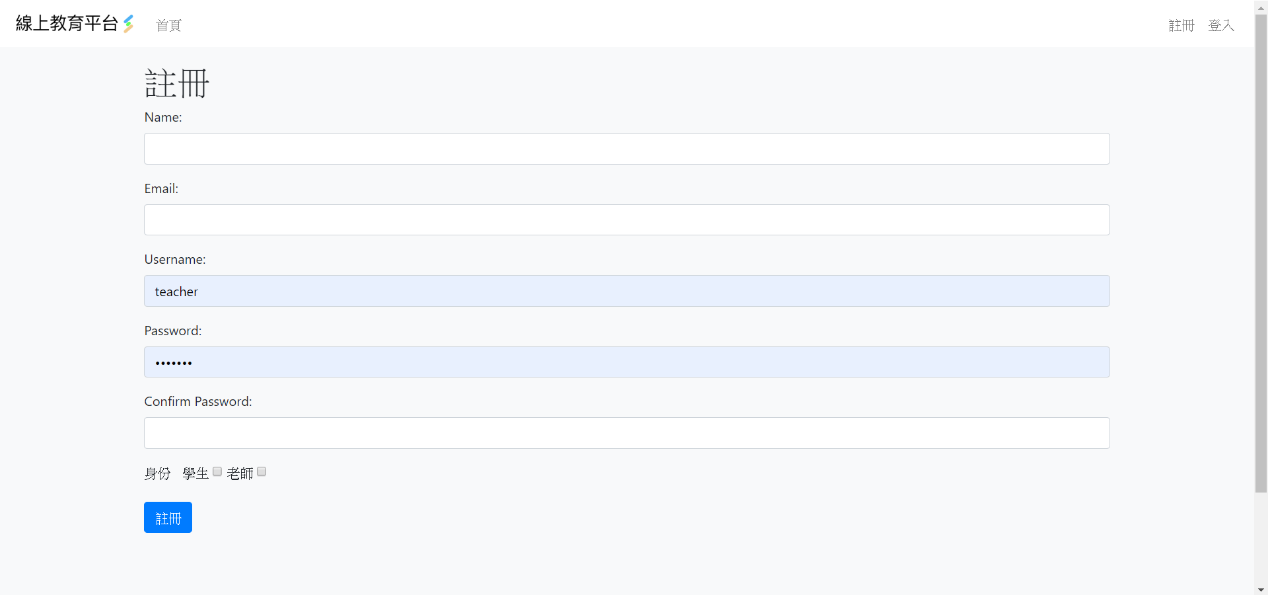 線上教育平台 首頁 註冊 登入
註冊
Name:
Email:
Username:
teacher
Password:
•••••••
Confirm Password:
身份 學生 老師
註冊